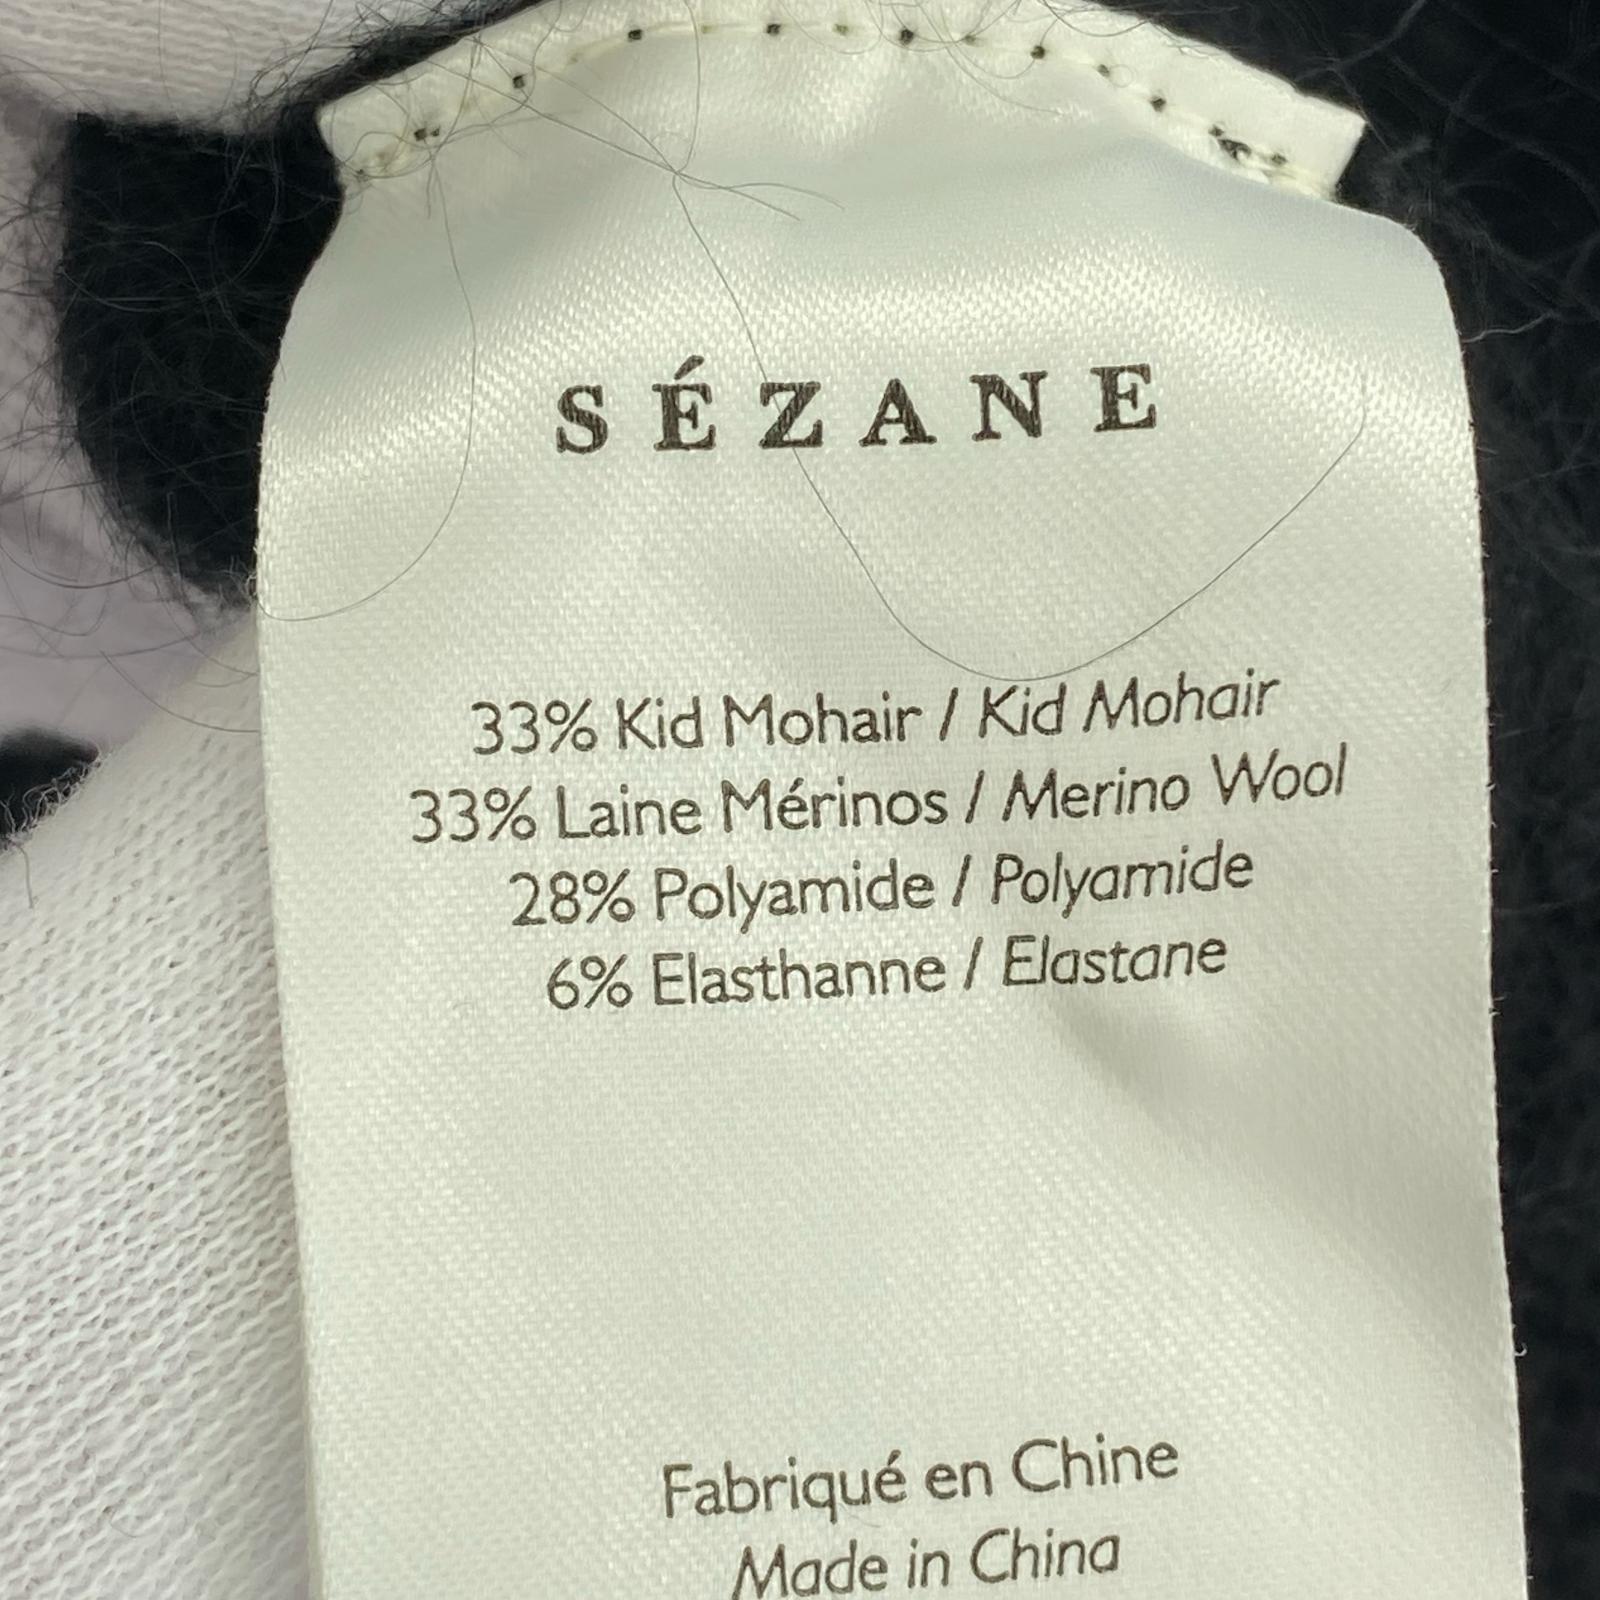 SÉZANE
33% Kid Mohair / Kid Mohair
33% Laine Mérinos / Merino Wool
28% Polyamide / Polyamide
6% Elasthanne / Elastane
Fabriqué en Chine
Made in China